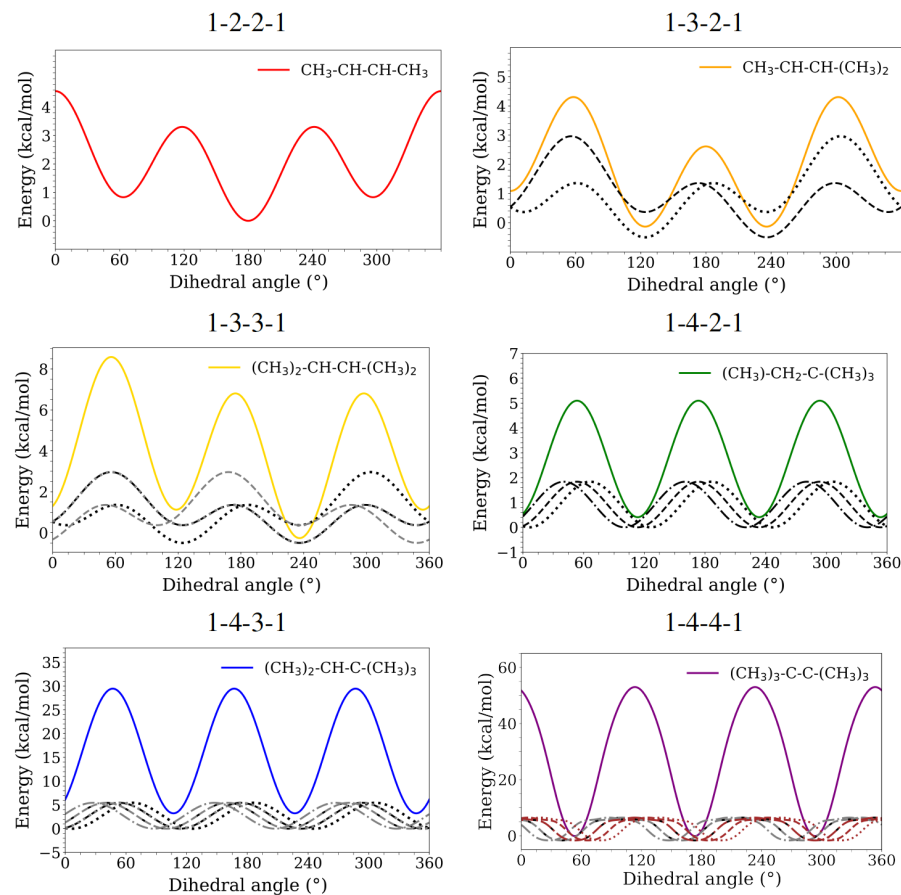 1-2-2-1
CH₃-CH-CH-CH₃
Energy (kcal/mol)
4
3
2
1
0
0 60 120 180 240 300
Dihedral angle (°)
1-3-2-1
CH₃-CH-CH-(CH₃)₂
Energy (kcal/mol)
5
4
3
2
1
0
0 60 120 180 240 300
Dihedral angle (°)
1-3-3-1
(CH₃)₂-CH-CH-(CH₃)₂
Energy (kcal/mol)
8
6
4
2
0
0 60 120 180 240 300 360
Dihedral angle (°)
1-4-2-1
(CH₃)-CH₂-C-(CH₃)₃
Energy (kcal/mol)
7
6
5
4
3
2
1
0
−1
0 60 120 180 240 300 360
Dihedral angle (°)
1-4-3-1
(CH₃)₂-CH-C-(CH₃)₃
Energy (kcal/mol)
35
30
25
20
15
10
5
0
−5
0 60 120 180 240 300 360
Dihedral angle (°)
1-4-4-1
(CH₃)₃-C-C-(CH₃)₃
Energy (kcal/mol)
60
40
20
0
0 60 120 180 240 300 360
Dihedral angle (°)